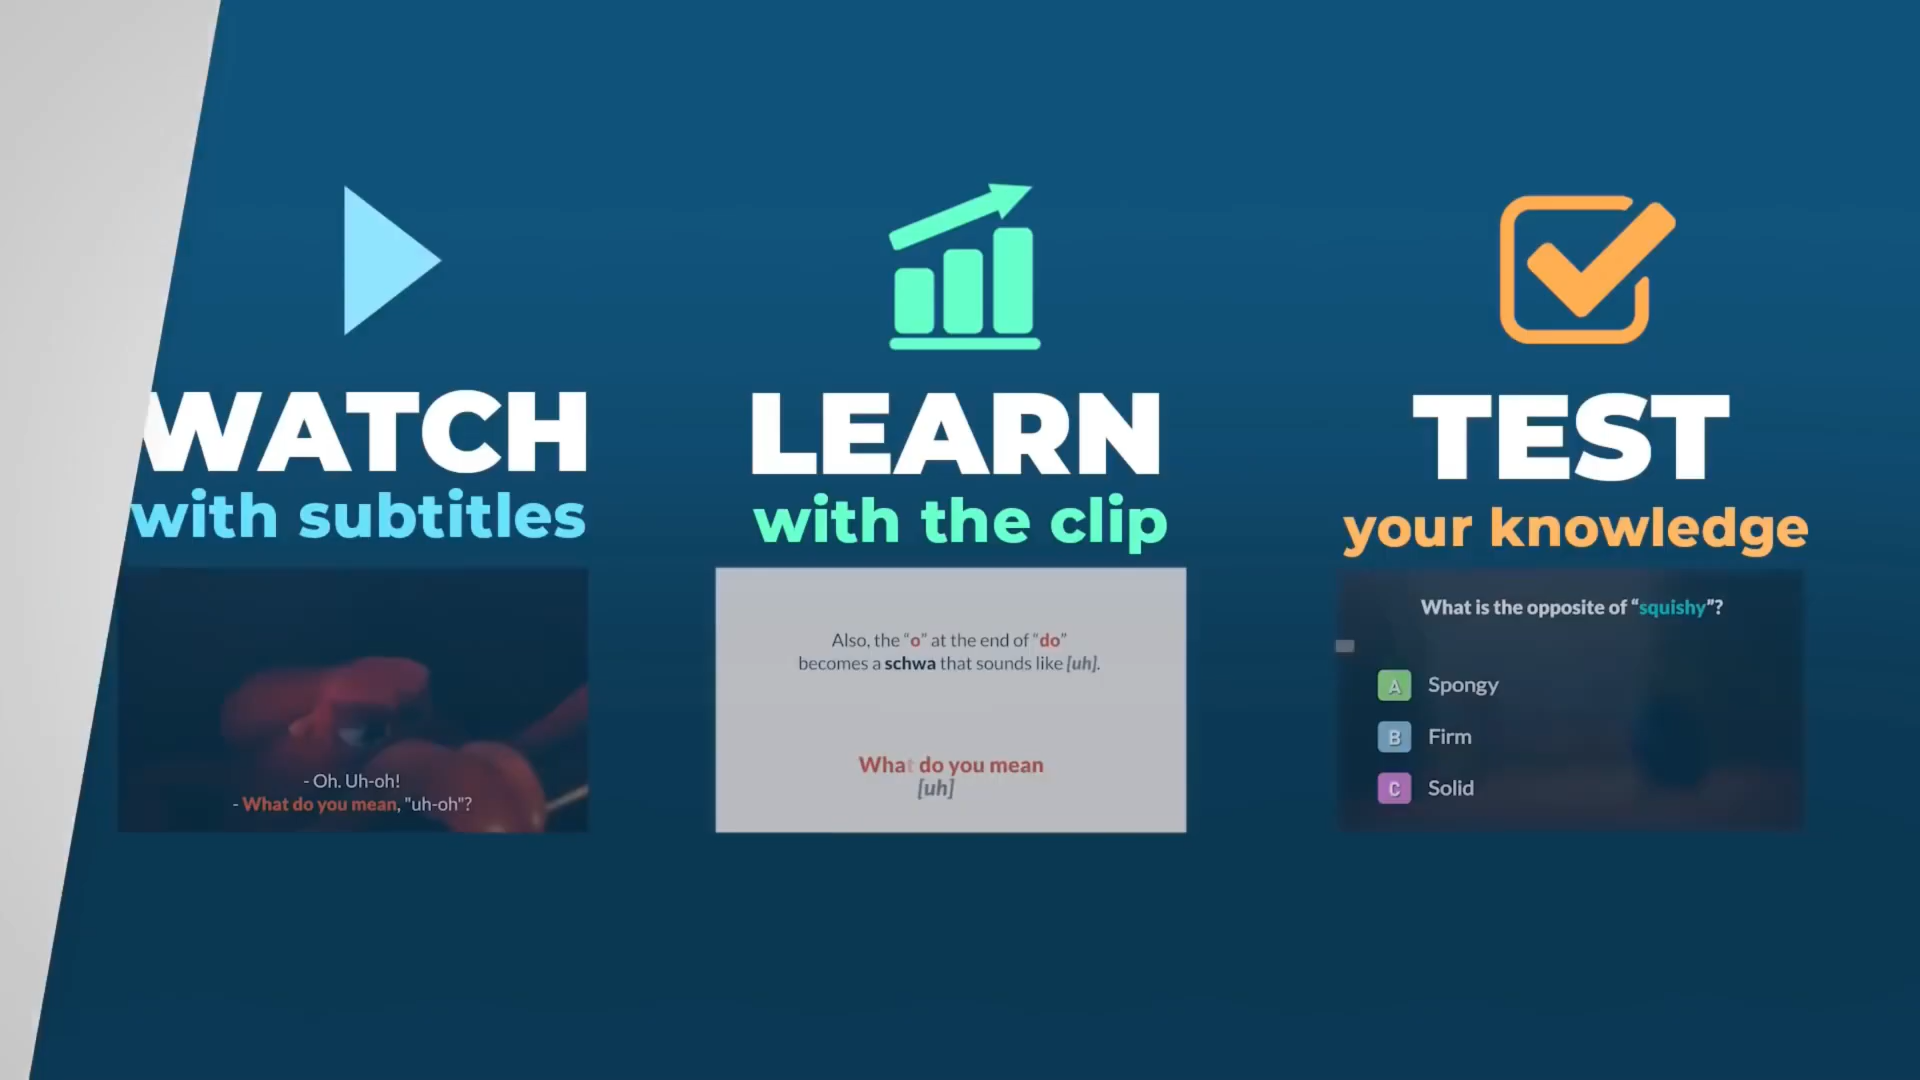 WATCH
with subtitles
- Oh. Uh-oh!
- What do you mean, "uh-oh"?
LEARN
with the clip
Also, the “o” at the end of “do”
becomes a schwa that sounds like [uh].
What do you mean
[uh]
TEST
your knowledge
What is the opposite of “squishy”?
A Spongy
B Firm
C Solid